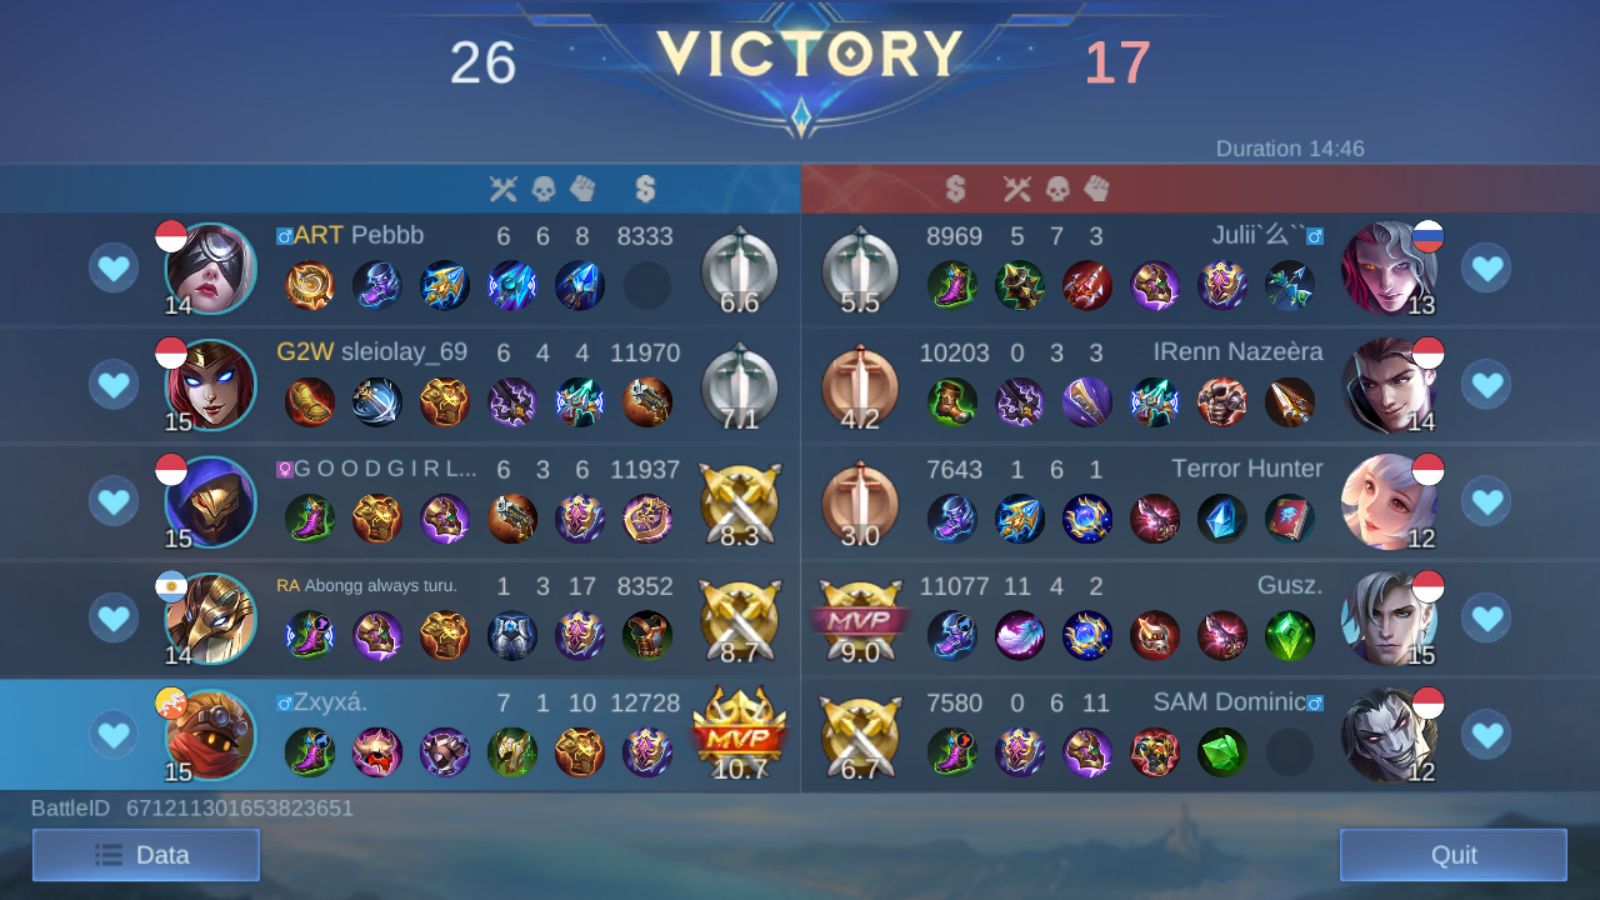 26 VICTORY 17
Duration 14:46
ART Pebbb 6 6 8 8333 6.6 14
5.5 8969 5 7 3 Julii`么`` 13
G2W sleiolay_69 6 4 4 11970 7.1 15
4.2 10203 0 3 3 IRenn Nazeèra 14
G O O D G I R L... 6 3 6 11937 8.3 15
3.0 7643 1 6 1 Terror Hunter 12
RA Abongg always turu. 1 3 17 8352 8.7 14
MVP 9.0 11077 11 4 2 Gusz. 15
Zxyxá. 7 1 10 12728 MVP 10.7 15
6.7 7580 0 6 11 SAM Dominic 12
BattleID 671211301653823651
Data
Quit